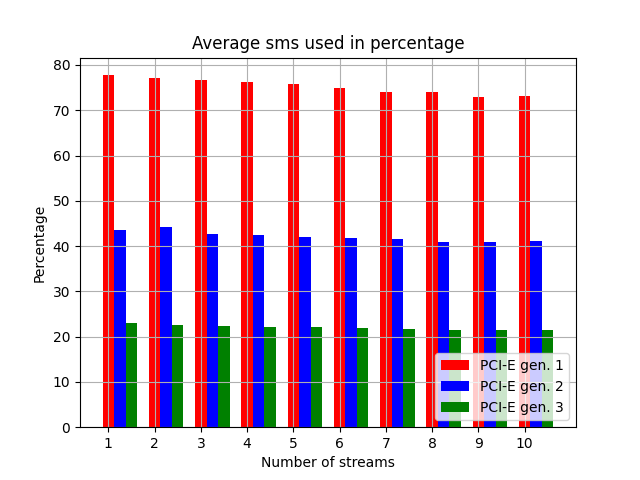 Average sms used in percentage
80
70
60
50
40
30
20
10
0
Percentage
PCI-E gen. 1
PCI-E gen. 2
PCI-E gen. 3
1 2 3 4 5 6 7 8 9 10
Number of streams